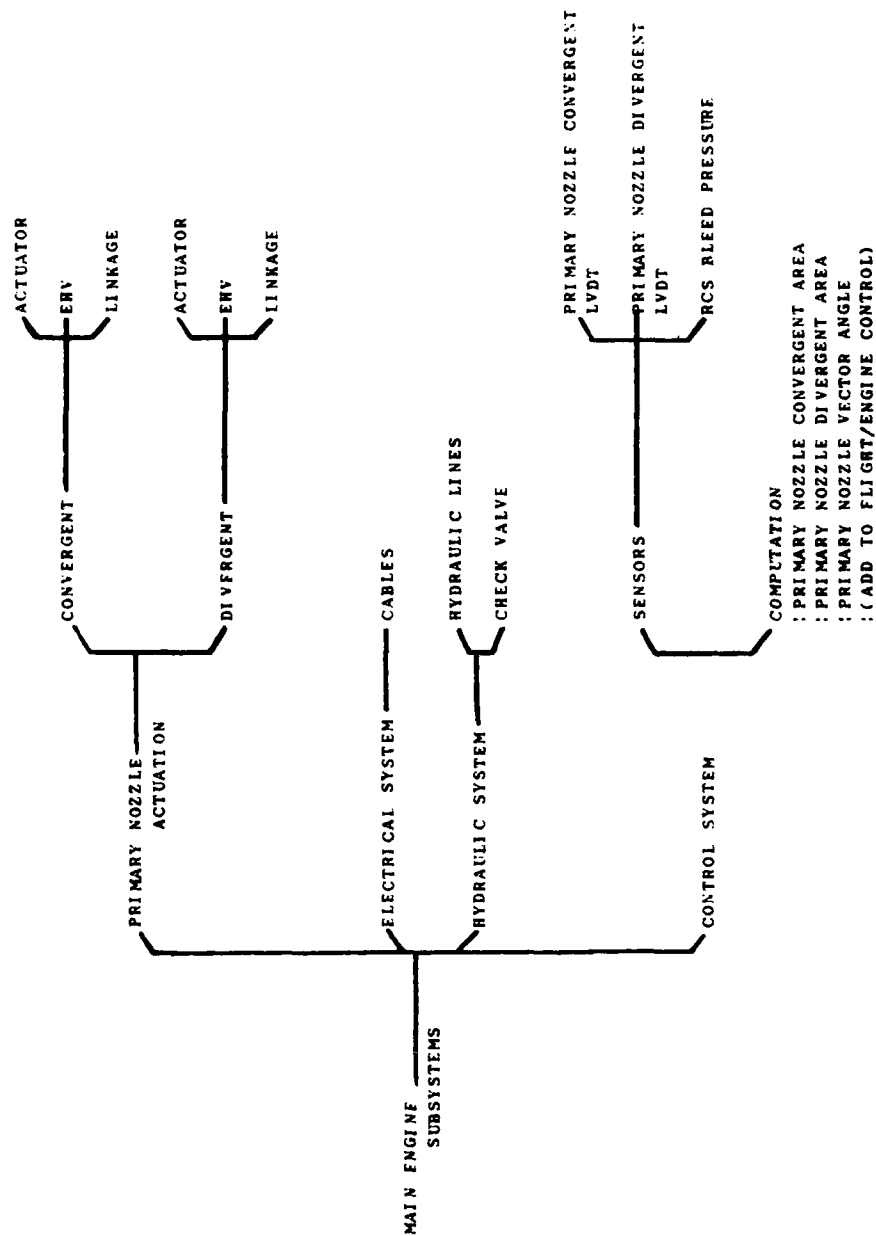 MAIN ENGINE
SUBSYSTEMS
PRIMARY NOZZLE
ACTUATION
CONVERGENT
ACTUATOR
EHV
LINKAGE
DIVERGENT
ACTUATOR
EHV
LINKAGE
ELECTRICAL SYSTEM
CABLES
HYDRAULIC SYSTEM
HYDRAULIC LINES
CHECK VALVE
CONTROL SYSTEM
SENSORS
PRIMARY NOZZLE CONVERGENT
LVDT
PRIMARY NOZZLE DIVERGENT
LVDT
RCS BLEED PRESSURE
COMPUTATION
:PRIMARY NOZZLE CONVERGENT AREA
:PRIMARY NOZZLE DIVERGENT AREA
:PRIMARY NOZZLE VECTOR ANGLE
:(ADD TO FLIGHT/ENGINE CONTROL)